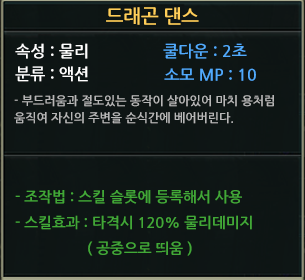 드래곤 댄스
속성 : 물리 쿨다운 : 2초
분류 : 액션 소모 MP : 10
- 부드러움과 절도있는 동작이 살아있어 마치 용처럼
움직여 자신의 주변을 순식간에 베어버린다.
- 조작법 : 스킬 슬롯에 등록해서 사용
- 스킬효과 : 타격시 120% 물리데미지
( 공중으로 띄움 )